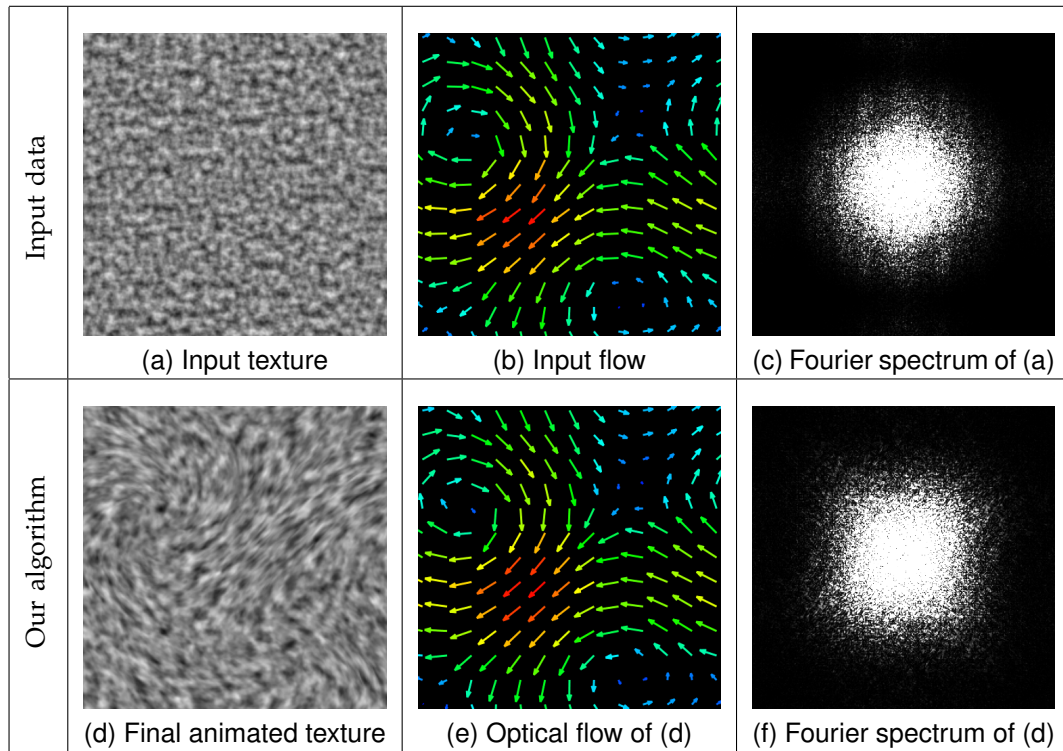 Input data
(a) Input texture
(b) Input flow
(c) Fourier spectrum of (a)
Our algorithm
(d) Final animated texture
(e) Optical flow of (d)
(f) Fourier spectrum of (d)